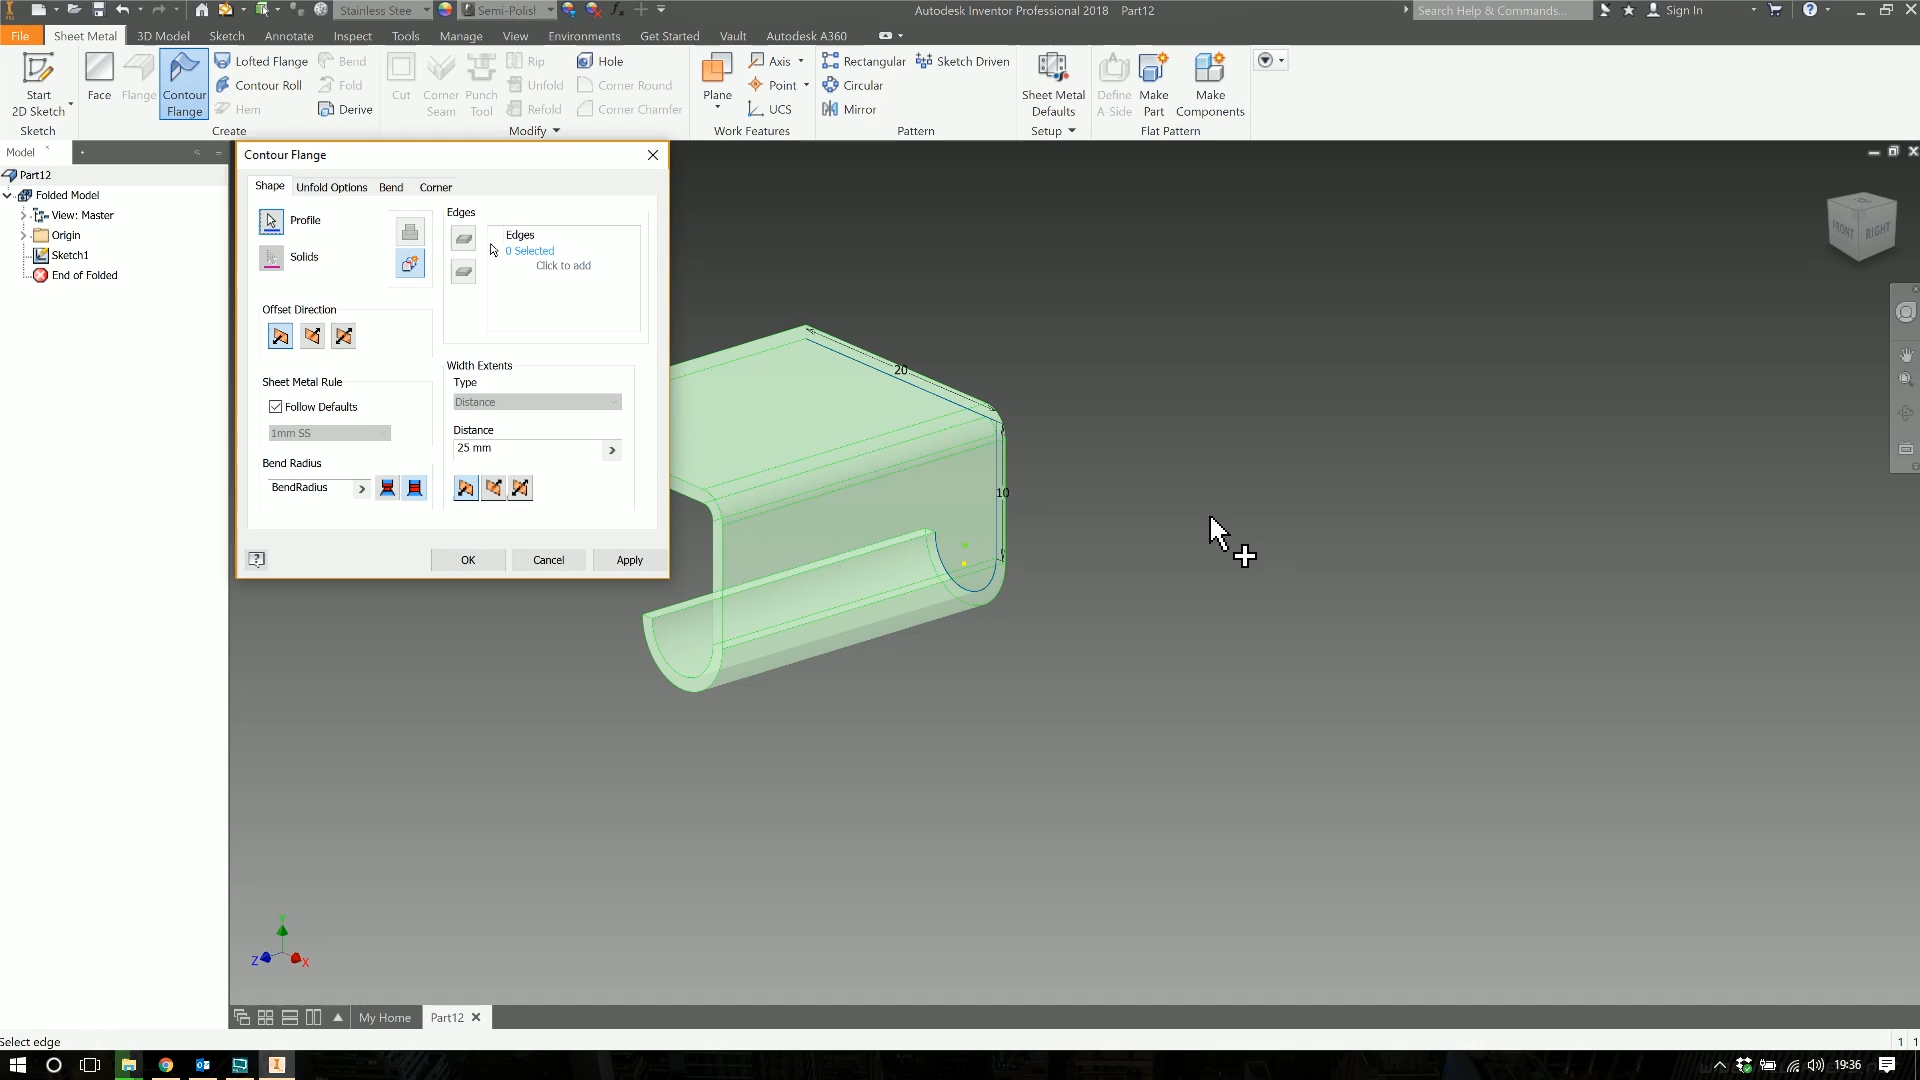 Stainless Stee
Semi-Polish
Autodesk Inventor Professional 2018 Part12
Search Help & Commands...
Sign In
File
Sheet Metal
3D Model
Sketch
Annotate
Inspect
Tools
Manage
View
Environments
Get Started
Vault
Autodesk A360
Start
2D Sketch
Sketch
Face
Flange
Contour
Flange
Lofted Flange
Contour Roll
Hem
Bend
Fold
Derive
Create
Cut
Corner
Seam
Punch
Tool
Rip
Unfold
Refold
Hole
Corner Round
Corner Chamfer
Modify
Plane
Axis
Point
UCS
Work Features
Rectangular
Circular
Mirror
Sketch Driven
Pattern
Sheet Metal
Defaults
Setup
Define
A-Side
Make
Part
Make
Components
Flat Pattern
Model
Part12
Folded Model
View: Master
Origin
Sketch1
End of Folded
Contour Flange
Shape
Unfold Options
Bend
Corner
Profile
Solids
Edges
Edges
0 Selected
Click to add
Offset Direction
Sheet Metal Rule
Follow Defaults
1mm SS
Bend Radius
BendRadius
Width Extents
Type
Distance
Distance
25 mm
OK
Cancel
Apply
20
10
FRONT
RIGHT
Y
Z
X
My Home
Part12
Select edge
1 1
19:36